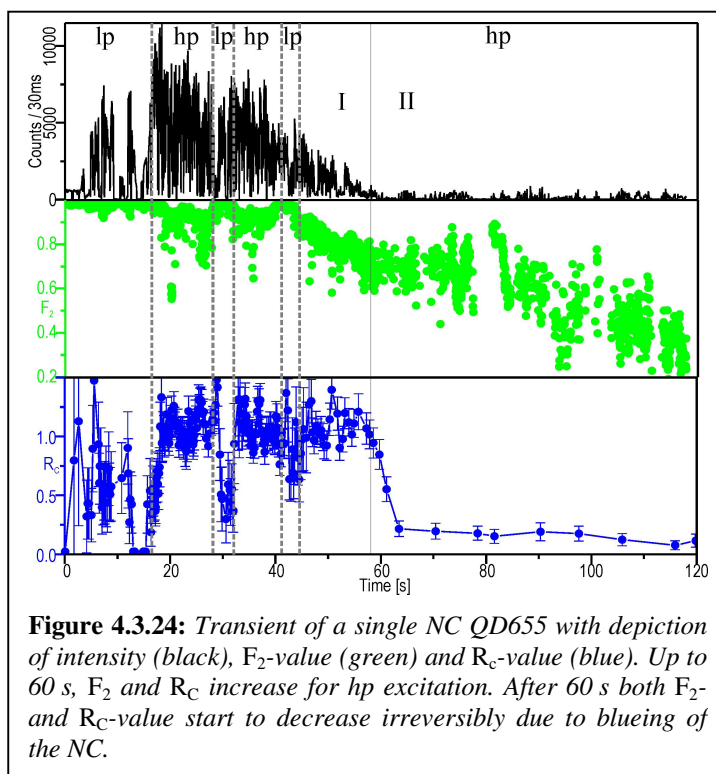 lp hp lp hp lp hp
I II
10000
5000
0
Counts / 30ms
0.8
0.6
0.4
0.2
F2
1.0
0.5
0.0
Rc
0 20 40 60 80 100 120
Time [s]
Figure 4.3.24: Transient of a single NC QD655 with depiction
of intensity (black), F2-value (green) and Rc-value (blue). Up to
60 s, F2 and RC increase for hp excitation. After 60 s both F2-
and RC-value start to decrease irreversibly due to blueing of
the NC.